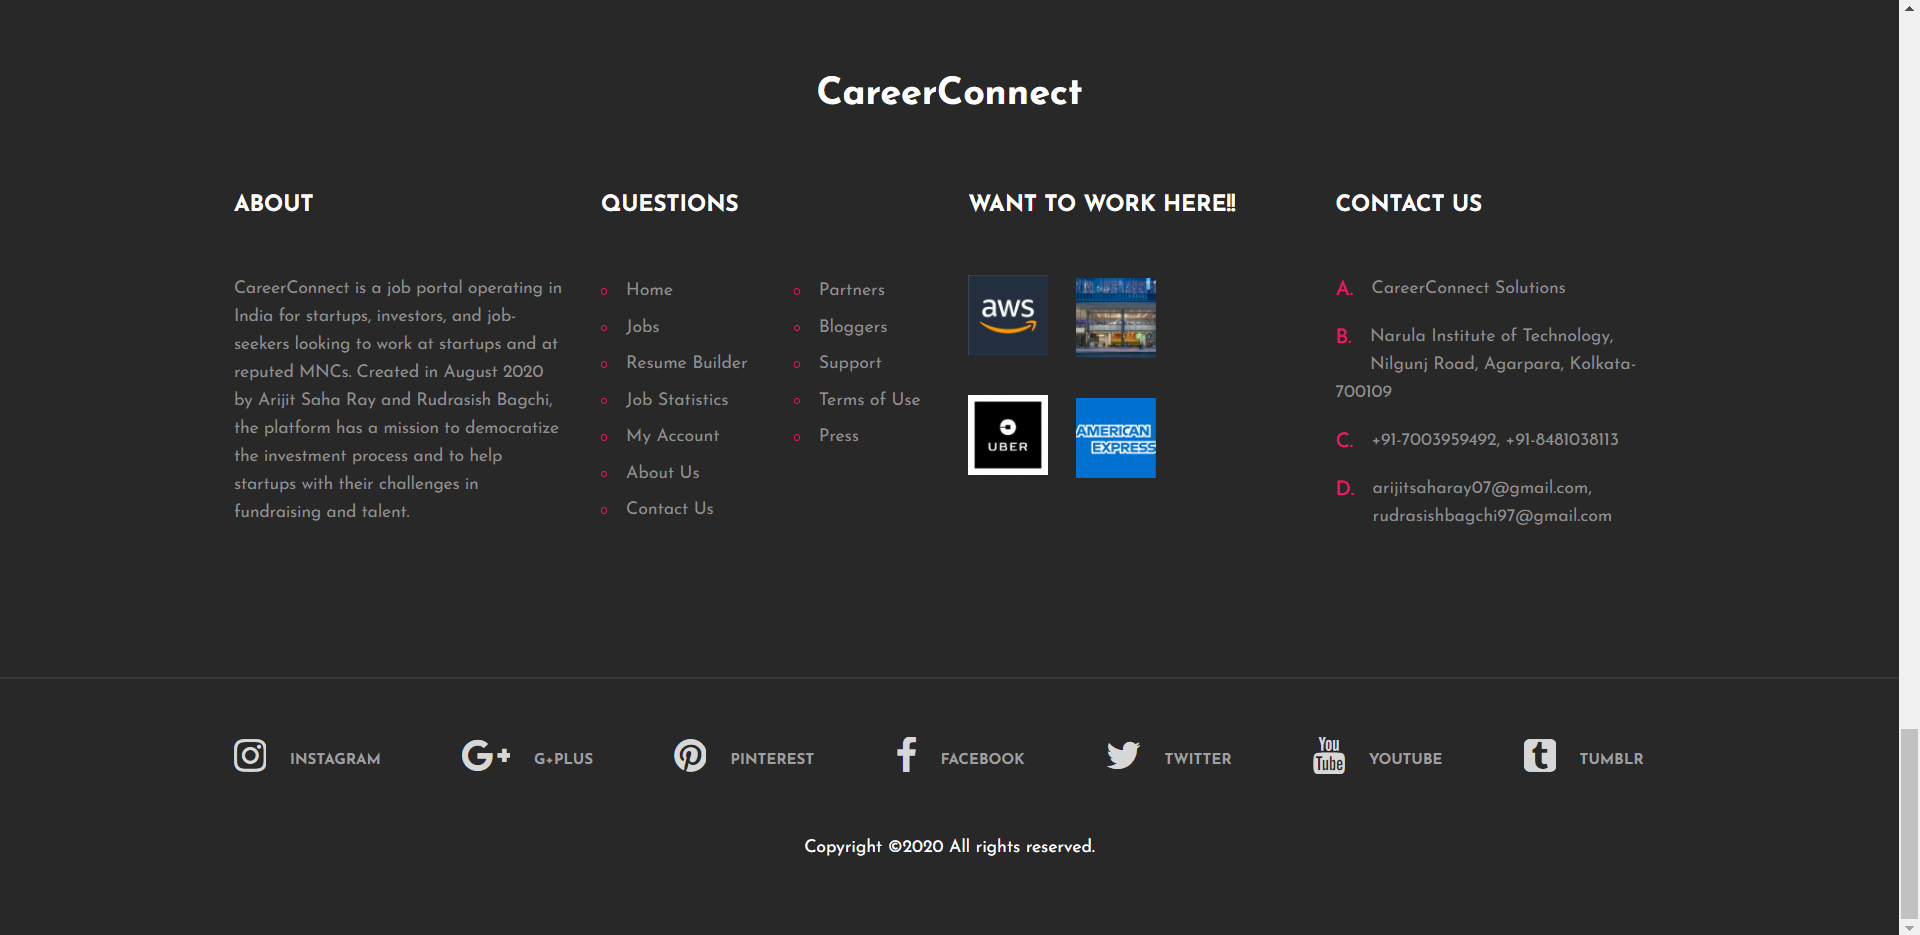 CareerConnect
ABOUT
CareerConnect is a job portal operating in
India for startups, investors, and job-
seekers looking to work at startups and at
reputed MNCs. Created in August 2020
by Arijit Saha Ray and Rudrasish Bagchi,
the platform has a mission to democratize
the investment process and to help
startups with their challenges in
fundraising and talent.
QUESTIONS
Home
Jobs
Resume Builder
Job Statistics
My Account
About Us
Contact Us
Partners
Bloggers
Support
Terms of Use
Press
WANT TO WORK HERE!!
aws
UBER
AMERICAN
EXPRESS
CONTACT US
A. CareerConnect Solutions
B. Narula Institute of Technology,
Nilgunj Road, Agarpara, Kolkata-
700109
C. +91-7003959492, +91-8481038113
D. arijitsaharay07@gmail.com,
rudrasishbagchi97@gmail.com
INSTAGRAM
G+ G+PLUS
PINTEREST
FACEBOOK
TWITTER
You
Tube
YOUTUBE
t TUMBLR
Copyright ©2020 All rights reserved.